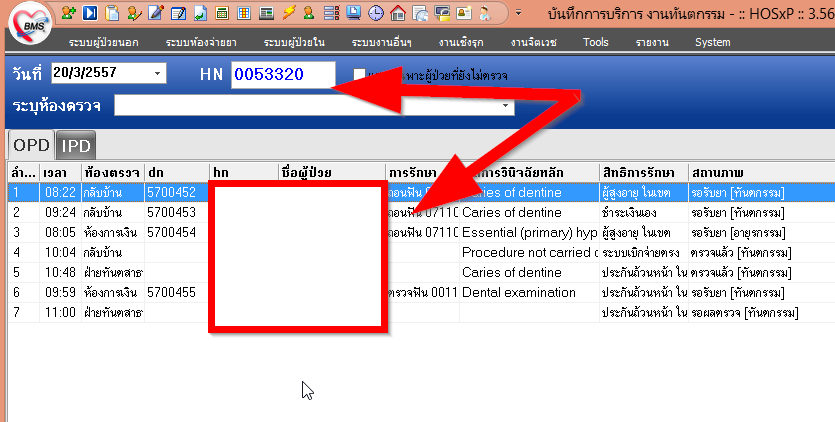 BMS
บันทึกการบริการ งานทันตกรรม - :: HOSxP :: 3.56
ระบบผู้ป่วยนอก ระบบห้องจ่ายยา ระบบผู้ป่วยใน ระบบงานอื่นๆ งานเชิงรุก งานจิตเวช Tools รายงาน System
วันที่ 20/3/2557 HN 0053320 เฉพาะผู้ป่วยที่ยังไม่ตรวจ
ระบุห้องตรวจ
OPD IPD
ลำ... เวลา ห้องตรวจ dn hn ชื่อผู้ป่วย การรักษา การวินิจฉัยหลัก สิทธิการรักษา สถานภาพ
1 08:22 กลับบ้าน 5700452 ถอนฟัน 0 Caries of dentine ผู้สูงอายุ ในเขต รอรับยา [ทันตกรรม]
2 09:24 กลับบ้าน 5700453 ถอนฟัน 07110 Caries of dentine ชำระเงินเอง รอรับยา [ทันตกรรม]
3 08:05 ห้องการเงิน 5700454 ถอนฟัน 07110 Essential (primary) hyp ผู้สูงอายุ ในเขต รอรับยา [อายุรกรรม]
4 10:04 กลับบ้าน Procedure not carried o ระบบเบิกจ่ายตรง ตรวจแล้ว [ทันตกรรม]
5 10:48 ฝ่ายทันตสาธ Caries of dentine ประกันถ้วนหน้า ใน ตรวจแล้ว [ทันตกรรม]
6 09:59 ห้องการเงิน 5700455 ตรวจฟัน 0011 Dental examination ประกันถ้วนหน้า ใน รอรับยา [ทันตกรรม]
7 11:00 ฝ่ายทันตสาธ ประกันถ้วนหน้า ใน รอผลตรวจ [ทันตกรรม]